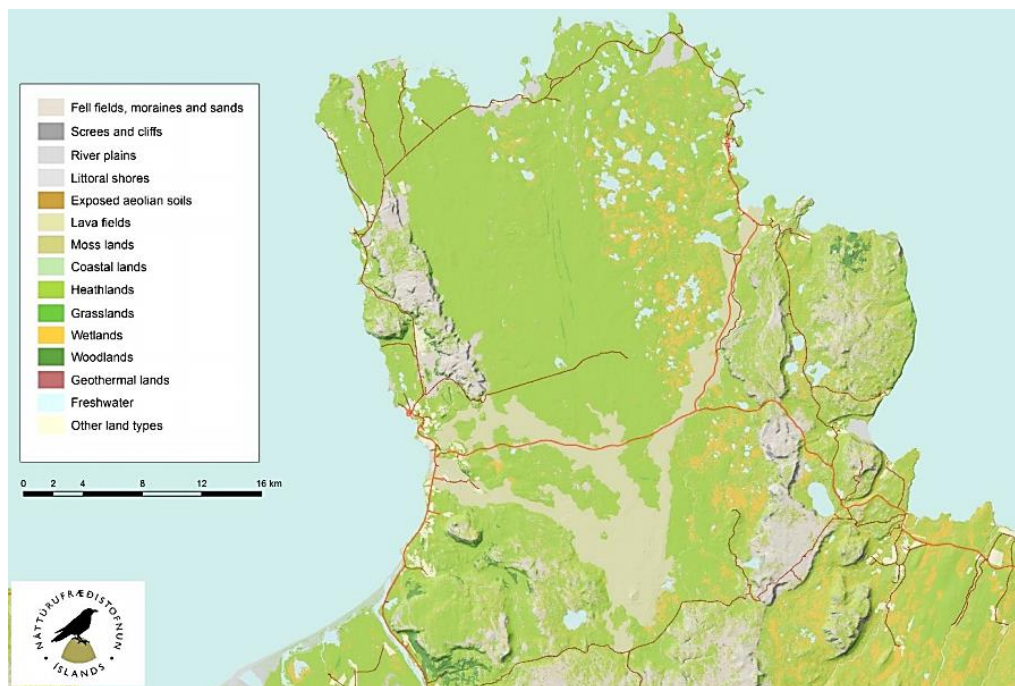 Fell fields, moraines and sands
Screes and cliffs
River plains
Littoral shores
Exposed aeolian soils
Lava fields
Moss lands
Coastal lands
Heathlands
Grasslands
Wetlands
Woodlands
Geothermal lands
Freshwater
Other land types
0 2 4 8 12 16 km
NÁTTÚRUFRÆÐISTOFNUN
• ÍSLANDS •